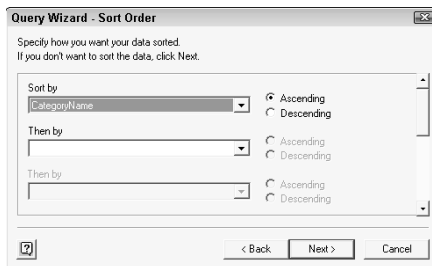 Query Wizard - Sort Order
Specify how you want your data sorted.
If you don't want to sort the data, click Next.
Sort by
CategoryName
Ascending
Descending
Then by
Ascending
Descending
Then by
Ascending
Descending
< Back
Next >
Cancel